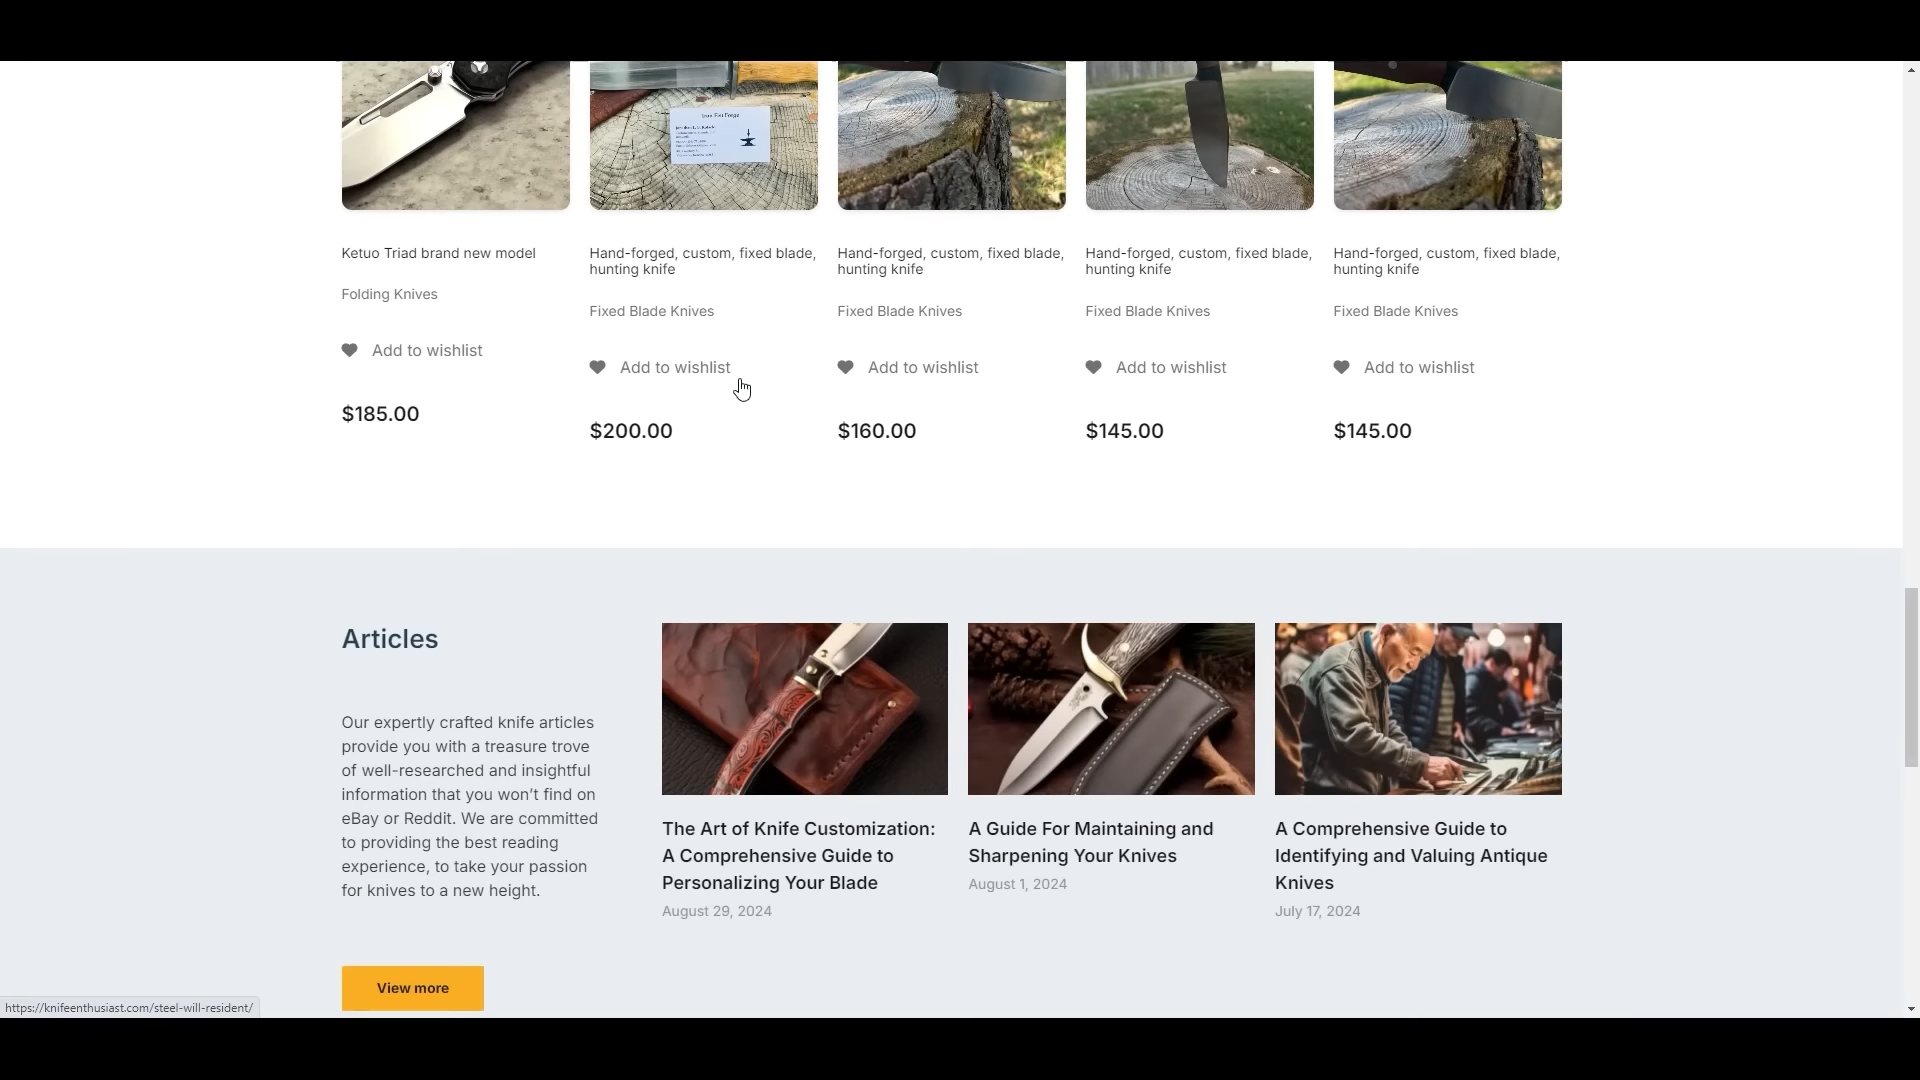 Iron Fist Forge
Ketuo Triad brand new model
Folding Knives
Add to wishlist
$185.00
Hand-forged, custom, fixed blade,
hunting knife
Fixed Blade Knives
Add to wishlist
$200.00
Hand-forged, custom, fixed blade,
hunting knife
Fixed Blade Knives
Add to wishlist
$160.00
Hand-forged, custom, fixed blade,
hunting knife
Fixed Blade Knives
Add to wishlist
$145.00
Hand-forged, custom, fixed blade,
hunting knife
Fixed Blade Knives
Add to wishlist
$145.00
Articles
Our expertly crafted knife articles
provide you with a treasure trove
of well-researched and insightful
information that you won’t find on
eBay or Reddit. We are committed
to providing the best reading
experience, to take your passion
for knives to a new height.
View more
The Art of Knife Customization:
A Comprehensive Guide to
Personalizing Your Blade
August 29, 2024
A Guide For Maintaining and
Sharpening Your Knives
August 1, 2024
A Comprehensive Guide to
Identifying and Valuing Antique
Knives
July 17, 2024
https://knifeenthusiast.com/steel-will-resident/